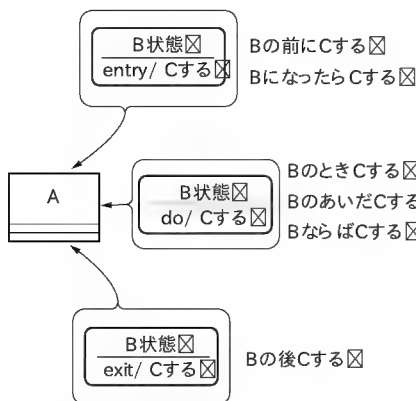 B状態☒
entry/ Cする☒
Bの前にCする☒
BになったらCする☒
A
B状態☒
do/ Cする☒
BのときCする☒
BのあいだCする
BならばCする☒
B状態☒
exit/ Cする☒
Bの後Cする☒